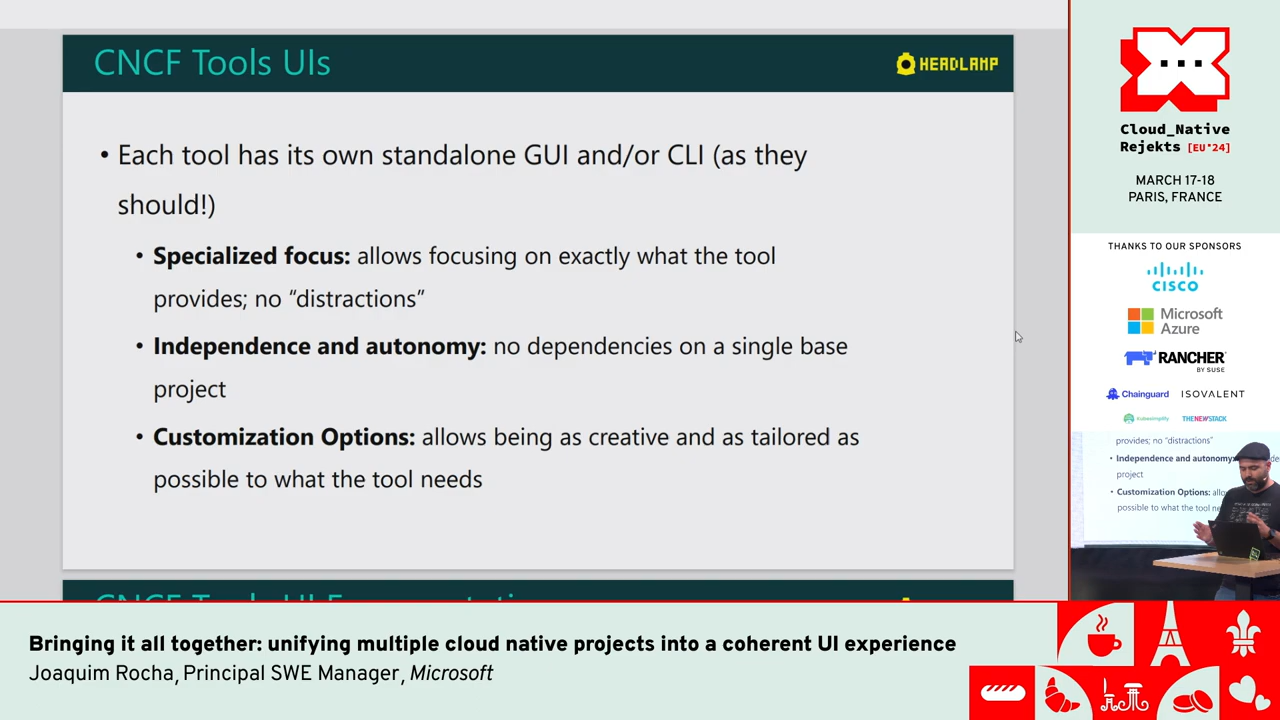 CNCF Tools UIs
HEADLAMP
• Each tool has its own standalone GUI and/or CLI (as they
should!)
• Specialized focus: allows focusing on exactly what the tool
provides; no “distractions”
• Independence and autonomy: no dependencies on a single base
project
• Customization Options: allows being as creative and as tailored as
possible to what the tool needs
Cloud_Native
Rejekts [EU*24]
MARCH 17-18
PARIS, FRANCE
THANKS TO OUR SPONSORS
CISCO
Microsoft
Azure
RANCHER
BY SUSE
Chainguard ISOVALENT
kubesimplify THENEWSTACK
provides; no “distractions”
• Independence and autonomy:
project
• Customization Options:
possible to what the tool
Bringing it all together: unifying multiple cloud native projects into a coherent UI experience
Joaquim Rocha, Principal SWE Manager, Microsoft